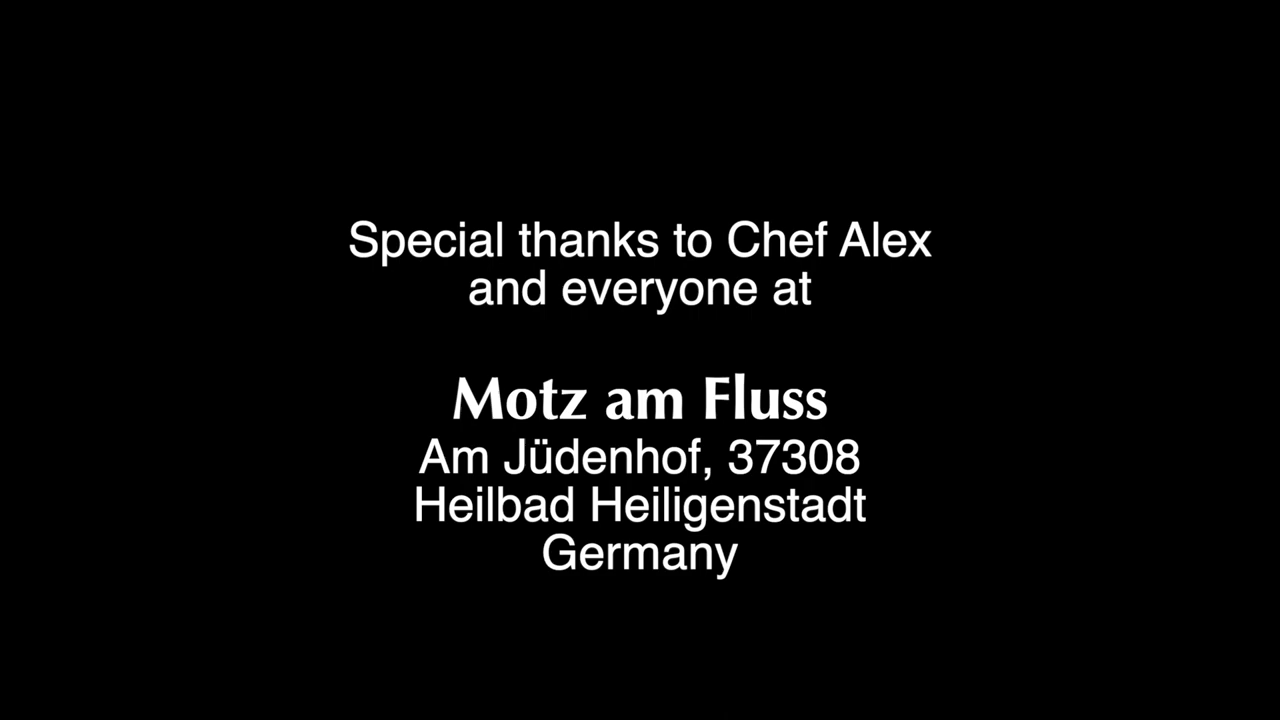 Special thanks to Chef Alex
and everyone at
Motz am Fluss
Am Jüdenhof, 37308
Heilbad Heiligenstadt
Germany